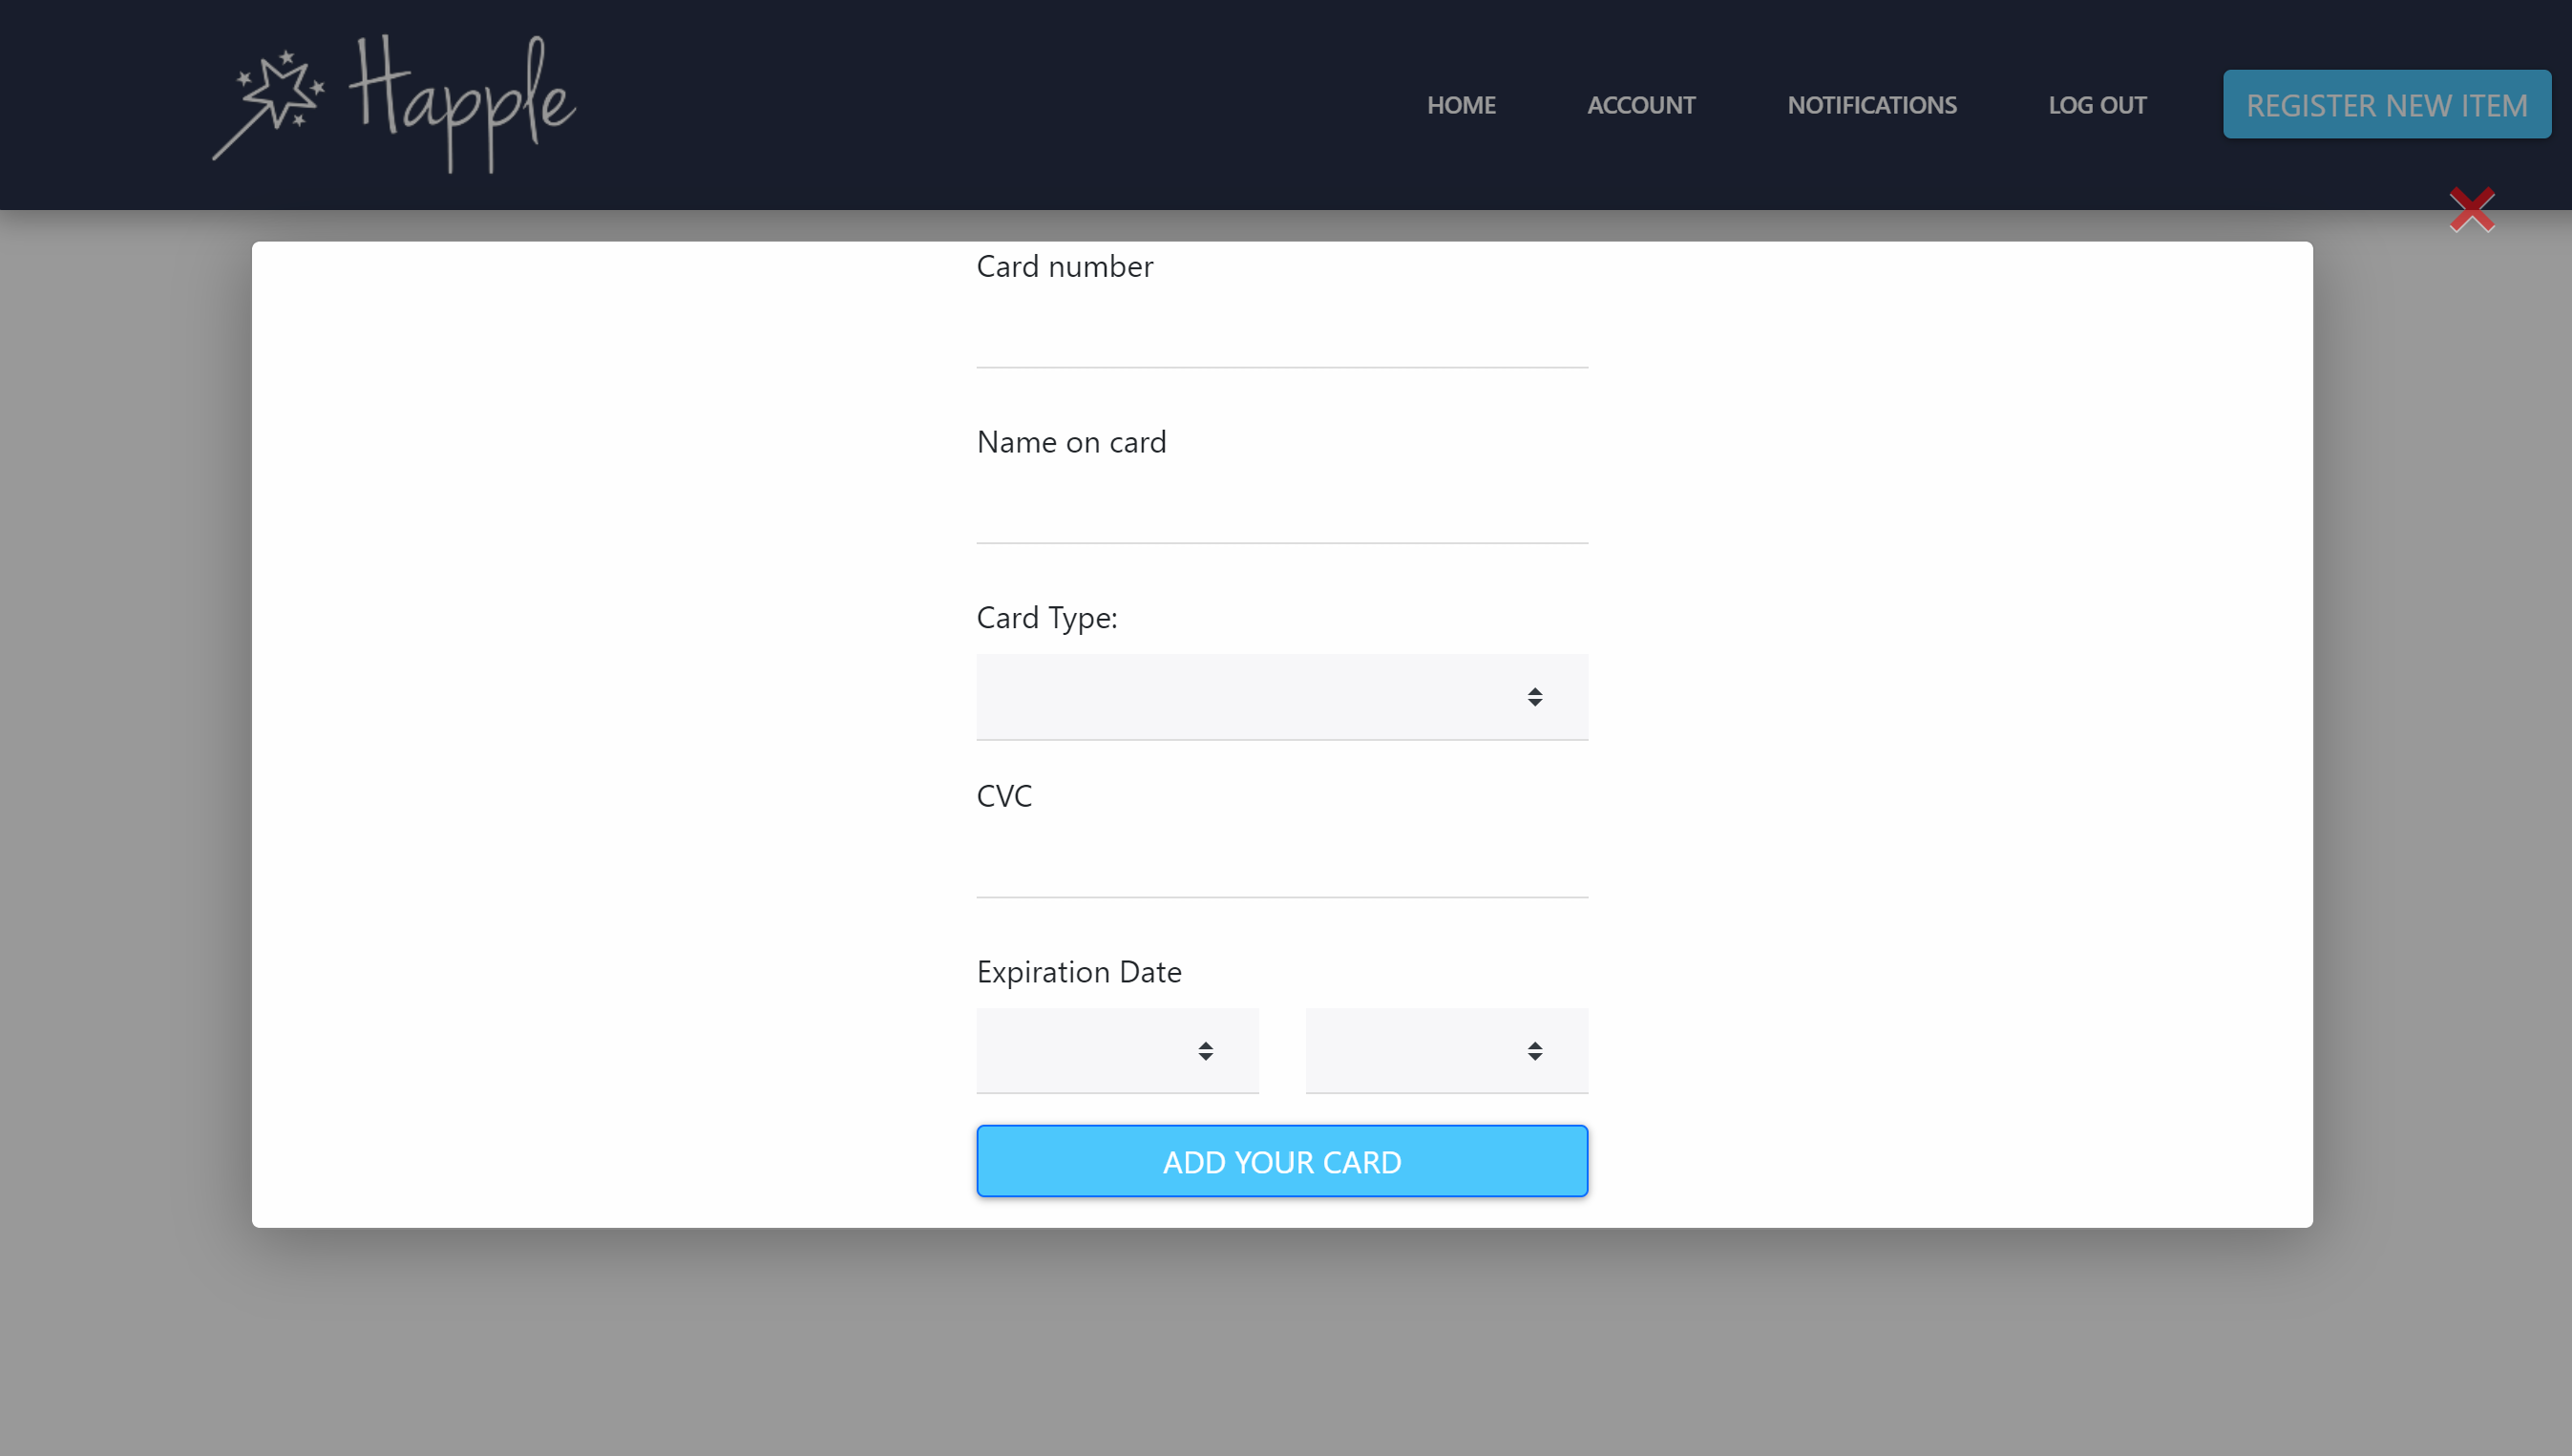 Happle
HOME ACCOUNT NOTIFICATIONS LOG OUT REGISTER NEW ITEM
Card number
Name on card
Card Type:
CVC
Expiration Date
ADD YOUR CARD